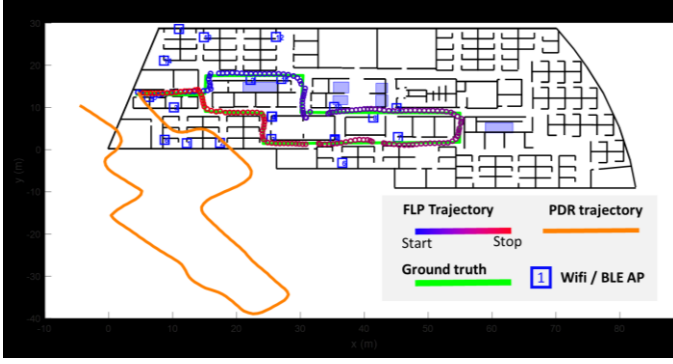 30
20
10
0
-10
-20
-30
-40
y (m)
-10 0 10 20 30 40 50 60 70 80
x (m)
FLP Trajectory PDR trajectory
Start Stop
Ground truth 1 Wifi / BLE AP